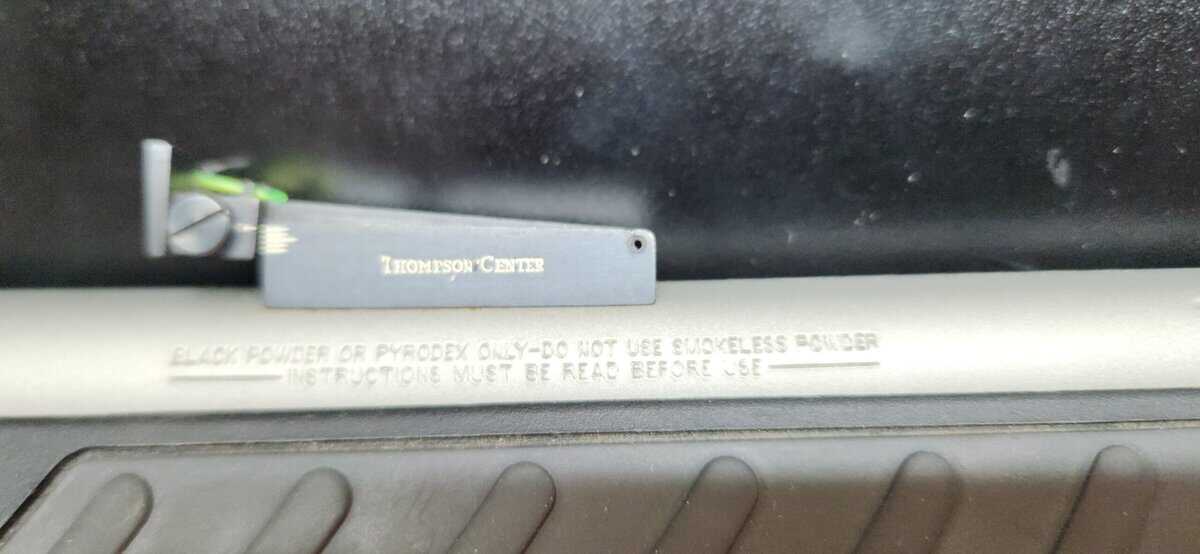 THOMPSON CENTER
BLACK POWDER OR PYRODEX ONLY-DO NOT USE SMOKELESS POWDER
INSTRUCTIONS MUST BE READ BEFORE USE